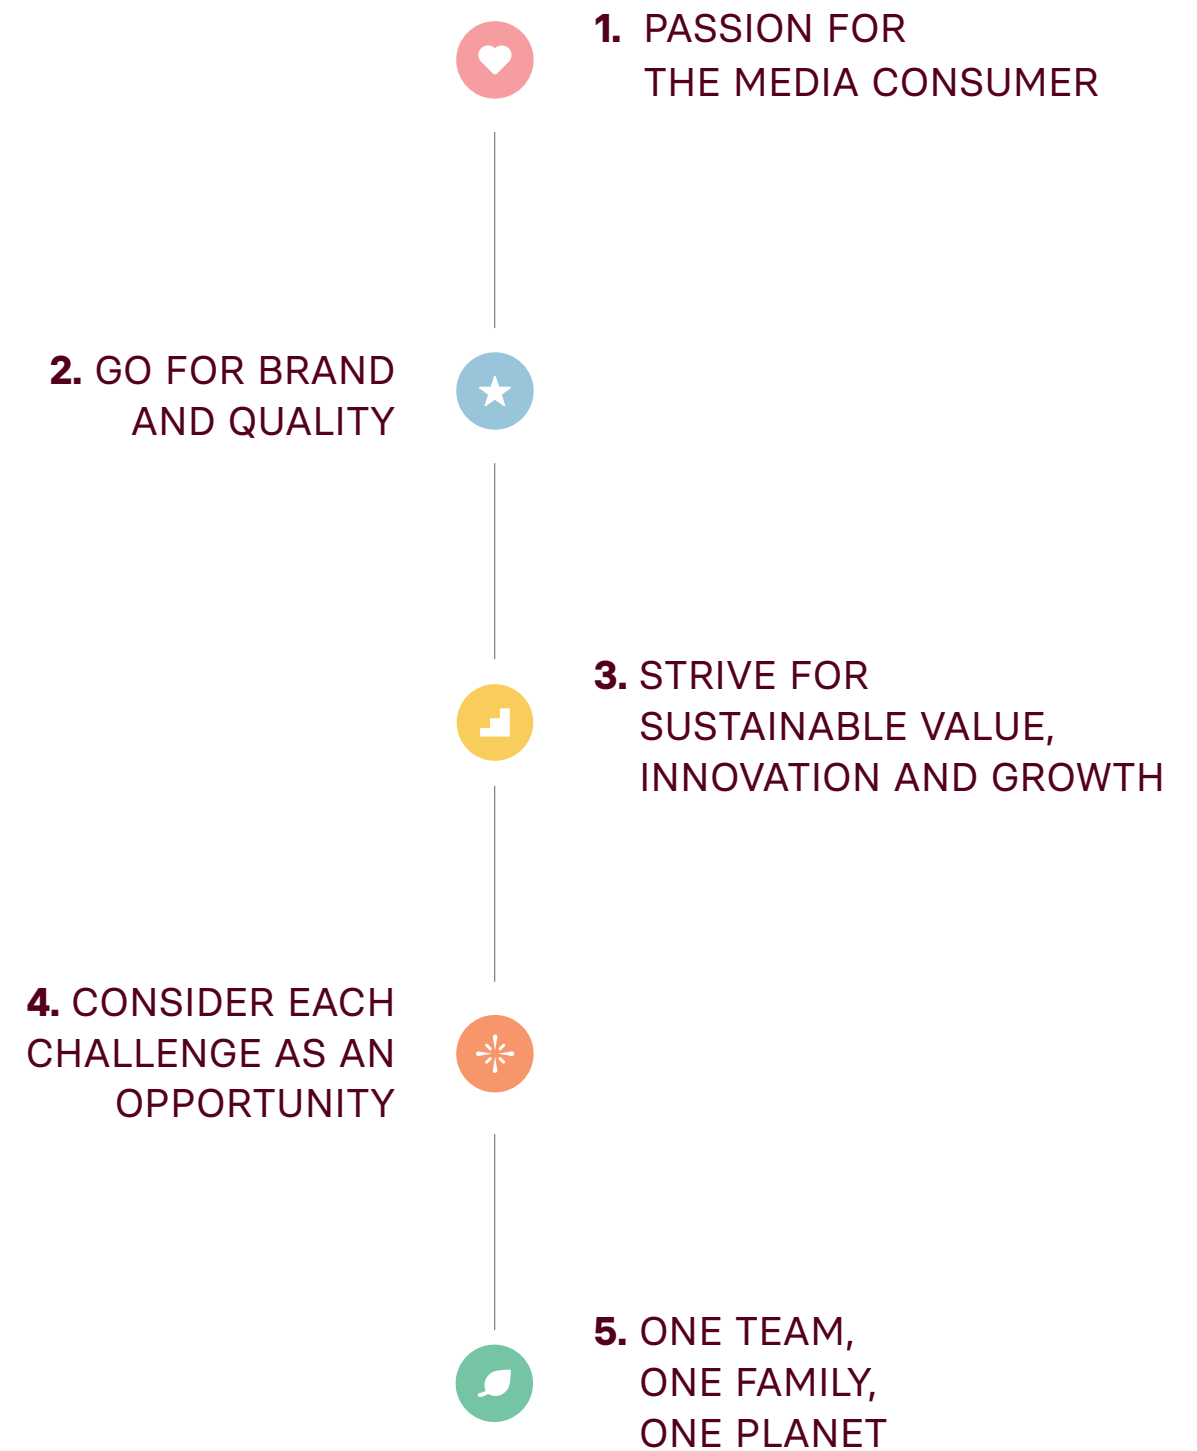 1. PASSION FOR
THE MEDIA CONSUMER
2. GO FOR BRAND
AND QUALITY
3. STRIVE FOR
SUSTAINABLE VALUE,
INNOVATION AND GROWTH
4. CONSIDER EACH
CHALLENGE AS AN
OPPORTUNITY
5. ONE TEAM,
ONE FAMILY,
ONE PLANET